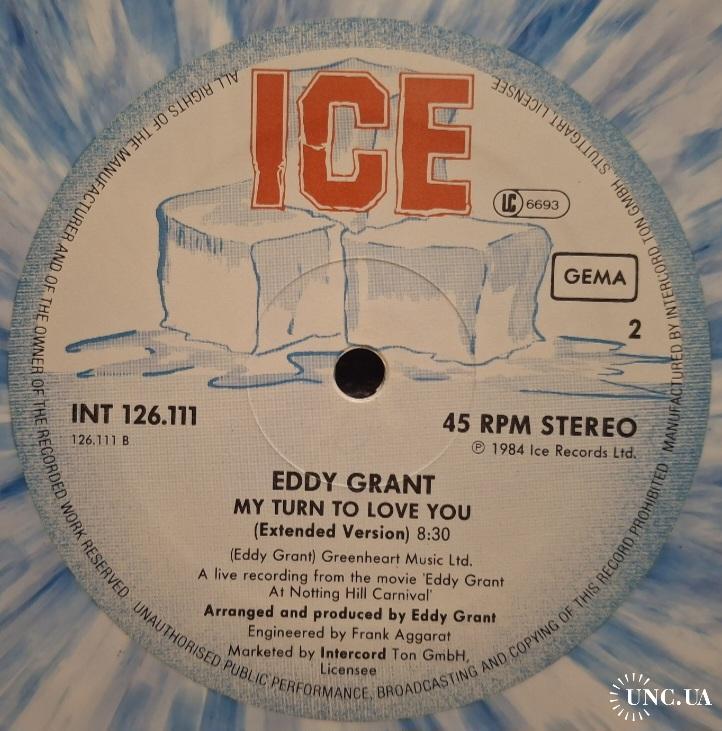 ICE
LC 6693
GEMA
2
INT 126.111
126.111 B
45 RPM STEREO
℗ 1984 Ice Records Ltd.
EDDY GRANT
MY TURN TO LOVE YOU
(Extended Version) 8:30
(Eddy Grant) Greenheart Music Ltd.
A live recording from the movie 'Eddy Grant
At Notting Hill Carnival'
Arranged and produced by Eddy Grant
Engineered by Frank Aggarat
Marketed by Intercord Ton GmbH,
Licensee
ALL RIGHTS OF THE MANUFACTURER AND OF THE OWNER OF THE RECORDED WORK RESERVED UNAUTHORISED PUBLIC PERFORMANCE, BROADCASTING AND COPYING OF THIS RECORD PROHIBITED MANUFACTURED BY INTERCORD TON GMBH, STUTTGART LICENSEE
UNC.UA